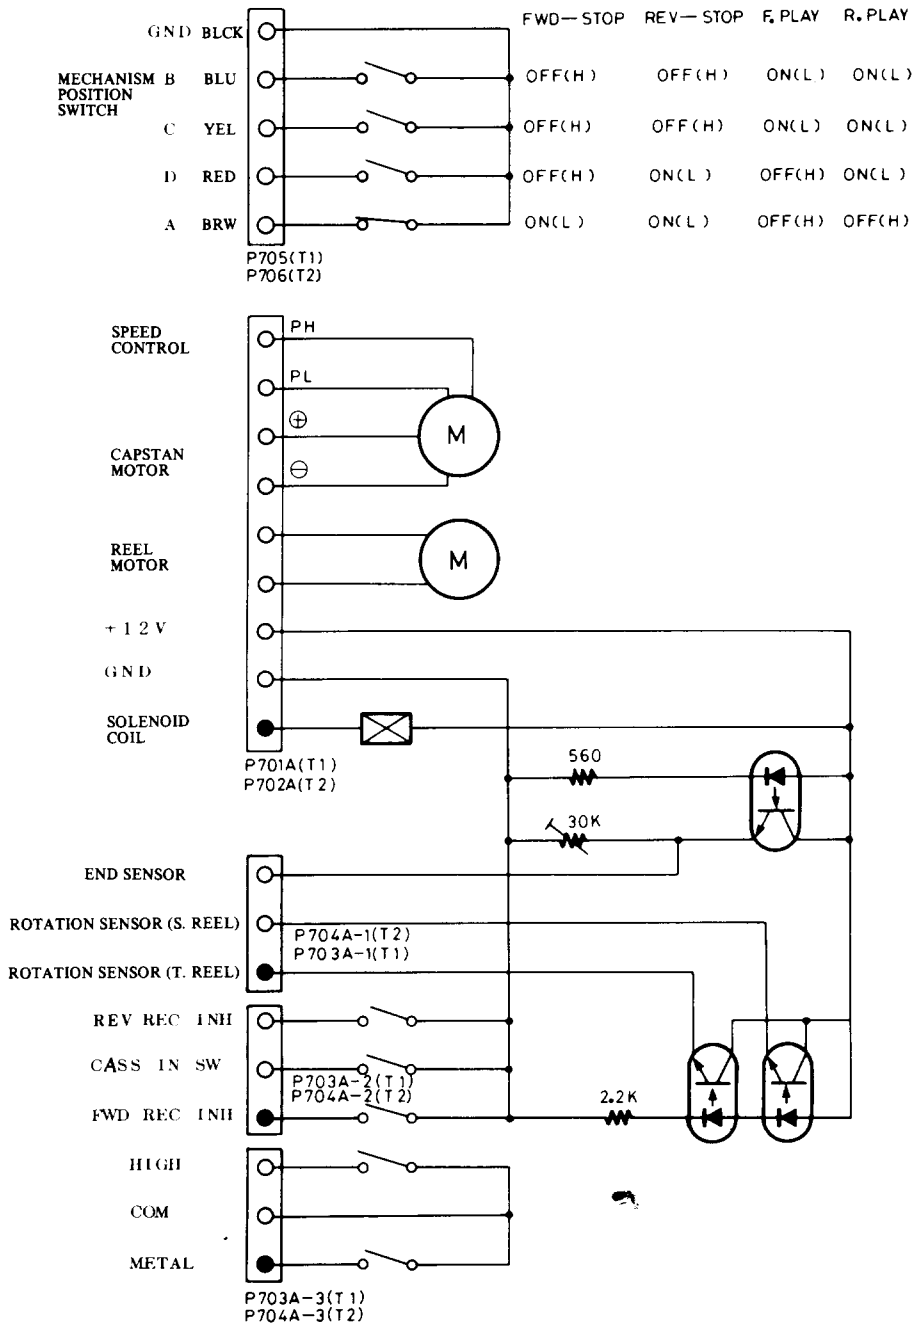 FWD—STOP REV—STOP F.PLAY R.PLAY
GND BLCK
MECHANISM POSITION SWITCH
B BLU OFF(H) OFF(H) ON(L) ON(L)
C YEL OFF(H) OFF(H) ON(L) ON(L)
D RED OFF(H) ON(L) OFF(H) ON(L)
A BRW ON(L) ON(L) OFF(H) OFF(H)
P705(T1)
P706(T2)
SPEED
CONTROL
PH
PL
⊕
CAPSTAN
MOTOR
⊖
M
REEL
MOTOR
M
+12V
GND
SOLENOID
COIL
P701A(T1)
P702A(T2)
560
30K
END SENSOR
ROTATION SENSOR (S. REEL)
P704A-1(T2)
P703A-1(T1)
ROTATION SENSOR (T. REEL)
REV REC INH
CASS IN SW
P703A-2(T1)
P704A-2(T2)
FWD REC INH
2.2K
HIGH
COM
METAL
P703A-3(T1)
P704A-3(T2)